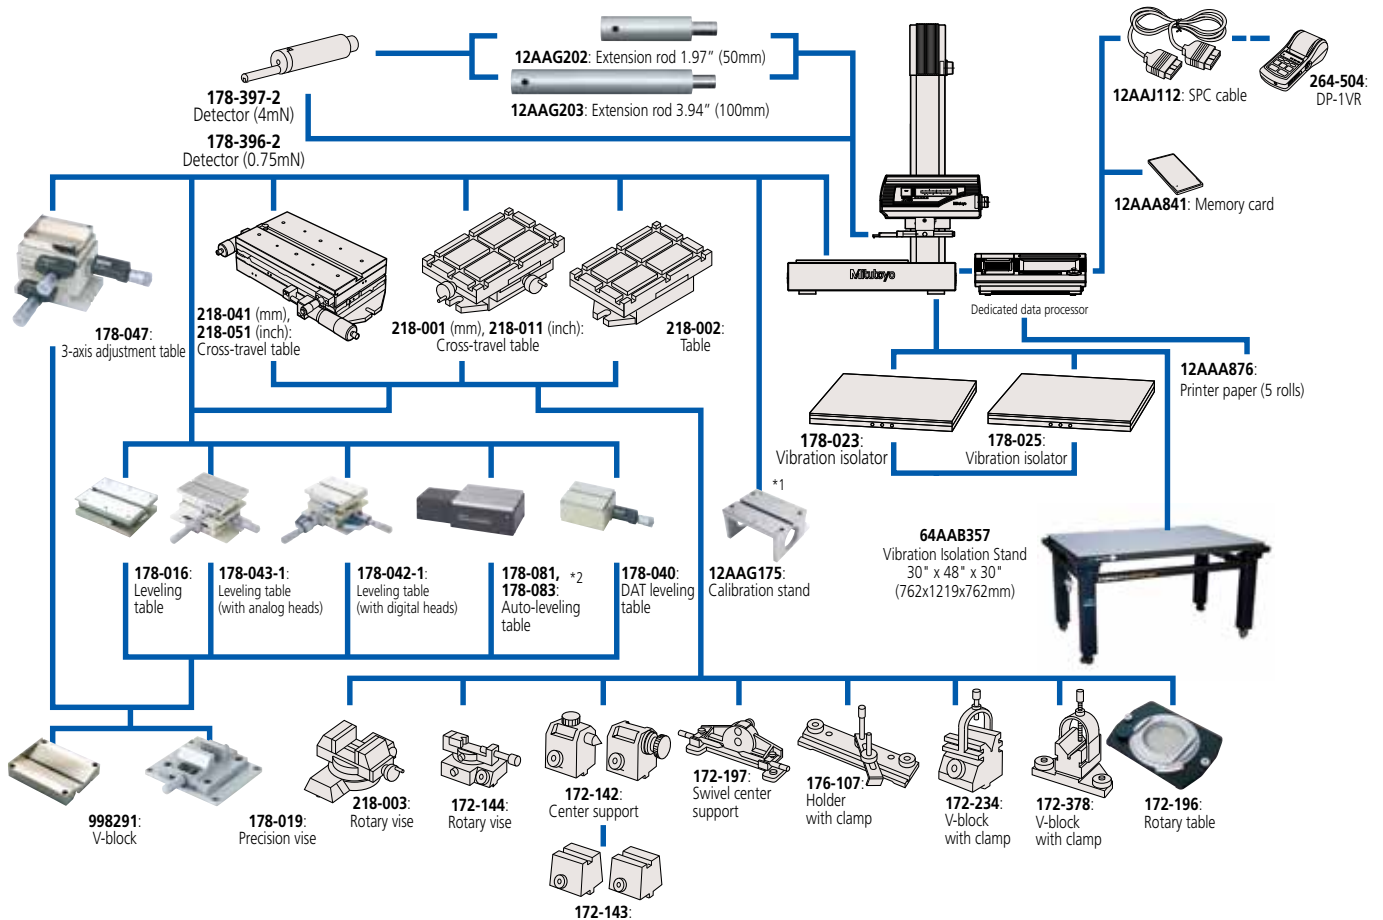 12AAG202: Extension rod 1.97” (50mm)
12AAG203: Extension rod 3.94” (100mm)
178-397-2
Detector (4mN)
178-396-2
Detector (0.75mN)
12AAJ112: SPC cable
264-504:
DP-1VR
12AAA841: Memory card
Mitutoyo
Dedicated data processor
12AAA876:
Printer paper (5 rolls)
178-047:
3-axis adjustment table
218-041 (mm),
218-051 (inch):
Cross-travel table
218-001 (mm), 218-011 (inch):
Cross-travel table
218-002:
Table
178-023:
Vibration isolator
178-025:
Vibration isolator
64AAB357
Vibration Isolation Stand
30" x 48" x 30"
(762x1219x762mm)
178-016:
Leveling
table
178-043-1:
Leveling table
(with analog heads)
178-042-1:
Leveling table
(with digital heads)
178-081, *2
178-083:
Auto-leveling
table
178-040:
DAT leveling
table
*1
12AAG175:
Calibration stand
998291:
V-block
178-019:
Precision vise
218-003:
Rotary vise
172-144:
Rotary vise
172-142:
Center support
172-143:
172-197:
Swivel center
support
176-107:
Holder
with clamp
172-234:
V-block
with clamp
172-378:
V-block
with clamp
172-196:
Rotary table